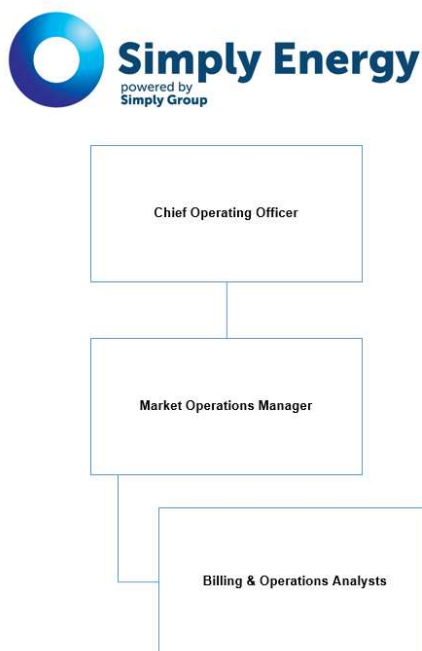 Simply Energy
powered by
Simply Group
Chief Operating Officer
Market Operations Manager
Billing & Operations Analysts